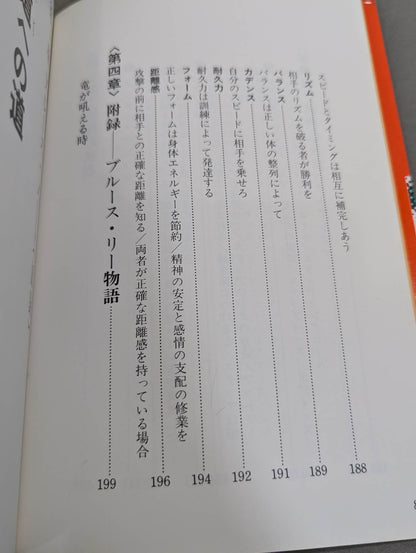 スピードとタイミングは相互に補完しあう……188
リズム
相手のリズムを破る者が勝利を……189
バランス
バランスは正しい体の整列によって……191
カデンス
自分のスピードに相手を乗せろ……192
耐久力
耐久力は訓練によって発達する……194
フォーム
正しいフォームは身体エネルギーを節約/精神の安定と感情の支配の修業を……196
距離感
攻撃の前に相手との正確な距離を知る/両者が正確な距離感を持っている場合
〈第四章〉附録──ブルース・リー物語……199
竜が吼える時
への道